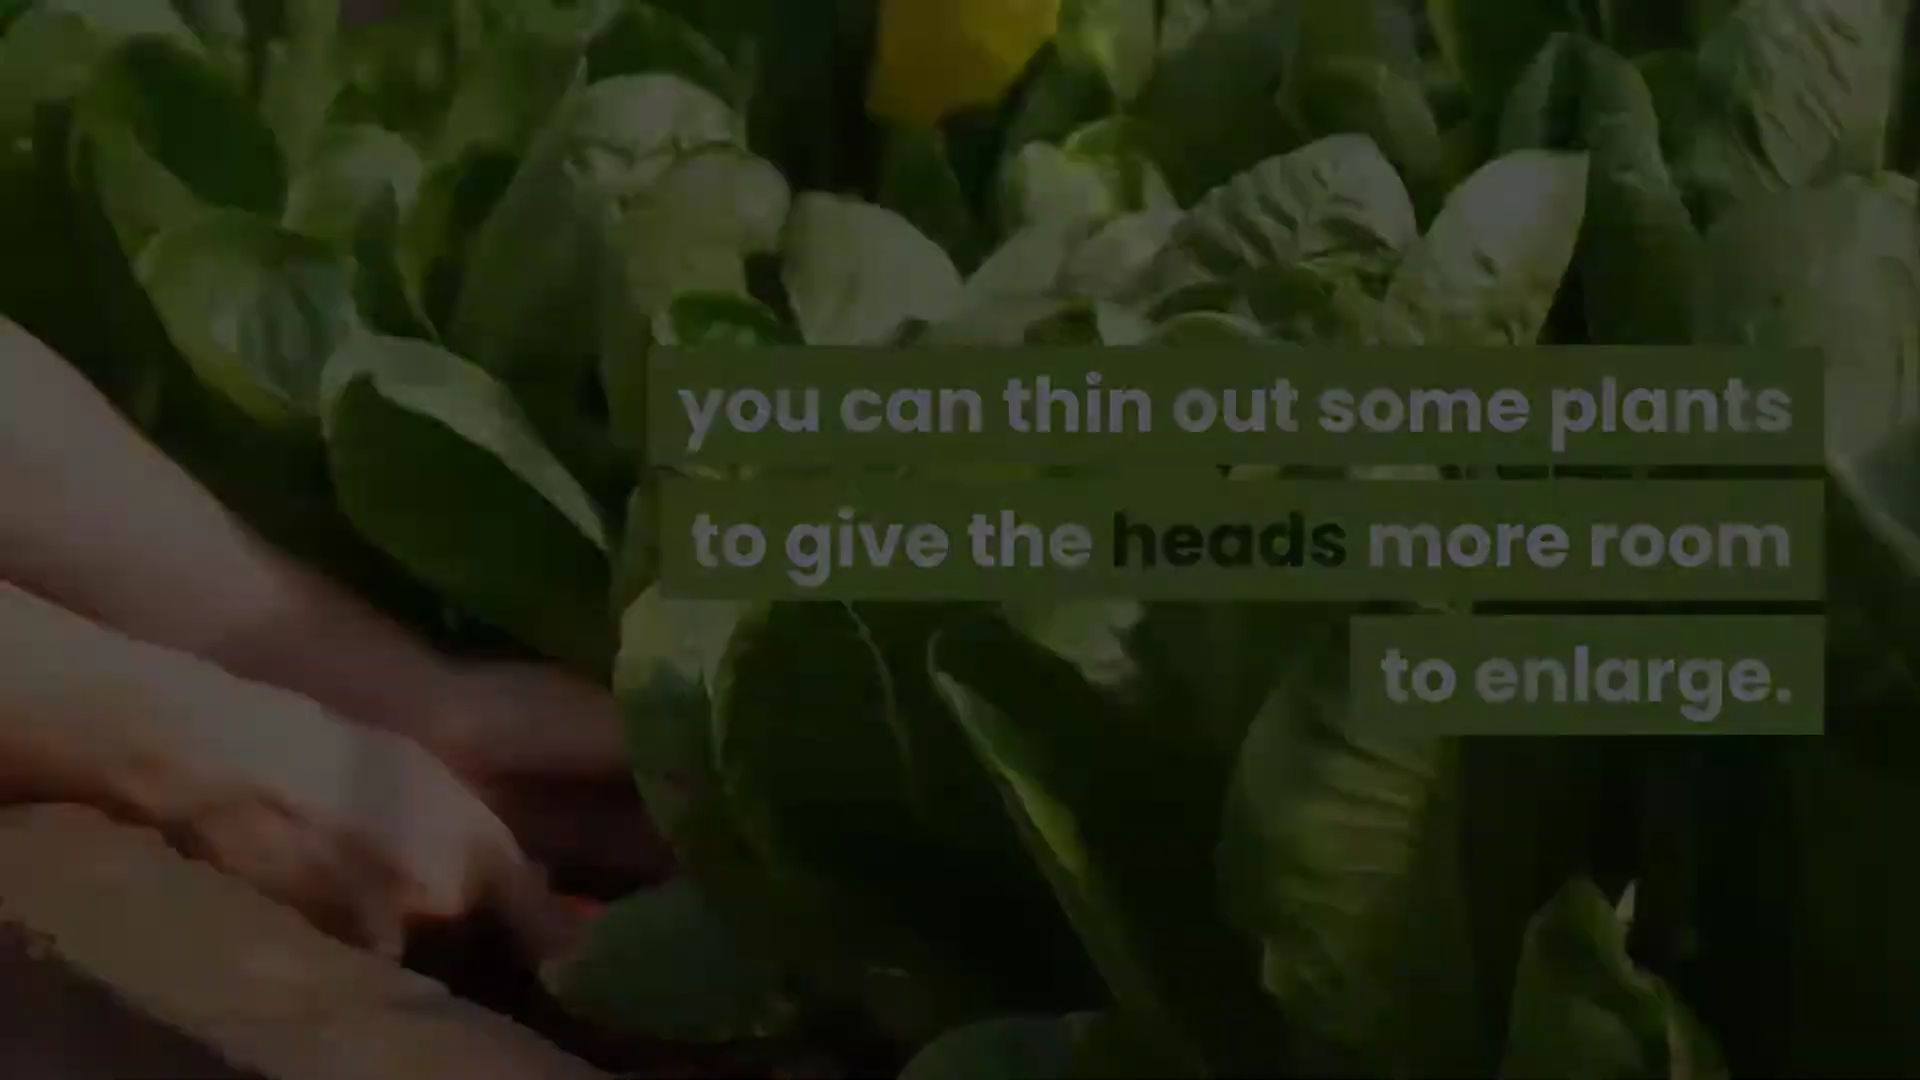 you can thin out some plants
to give the heads more room
to enlarge.